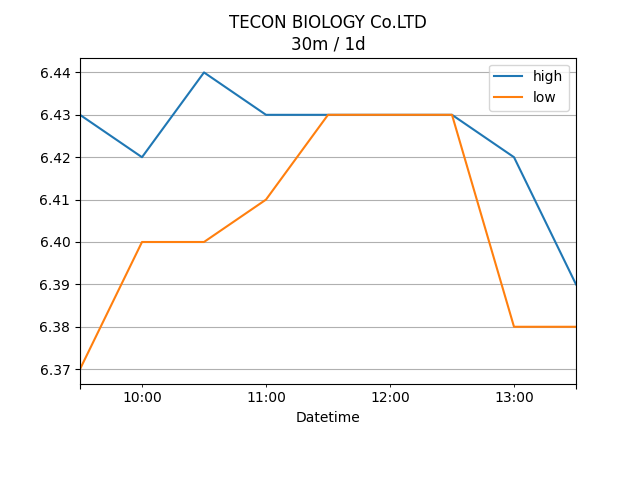 TECON BIOLOGY Co.LTD
30m / 1d
high
low
6.44
6.43
6.42
6.41
6.40
6.39
6.38
6.37
10:00 11:00 12:00 13:00
Datetime